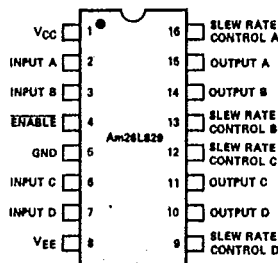 VCC 1 16 SLEW RATE
CONTROL A
INPUT A 2 15 OUTPUT A
INPUT B 3 14 OUTPUT B
ENABLE 4 13 SLEW RATE
CONTROL B
Am26LS29
GND 5 12 SLEW RATE
CONTROL C
INPUT C 6 11 OUTPUT C
INPUT D 7 10 OUTPUT D
VEE 8 9 SLEW RATE
CONTROL D